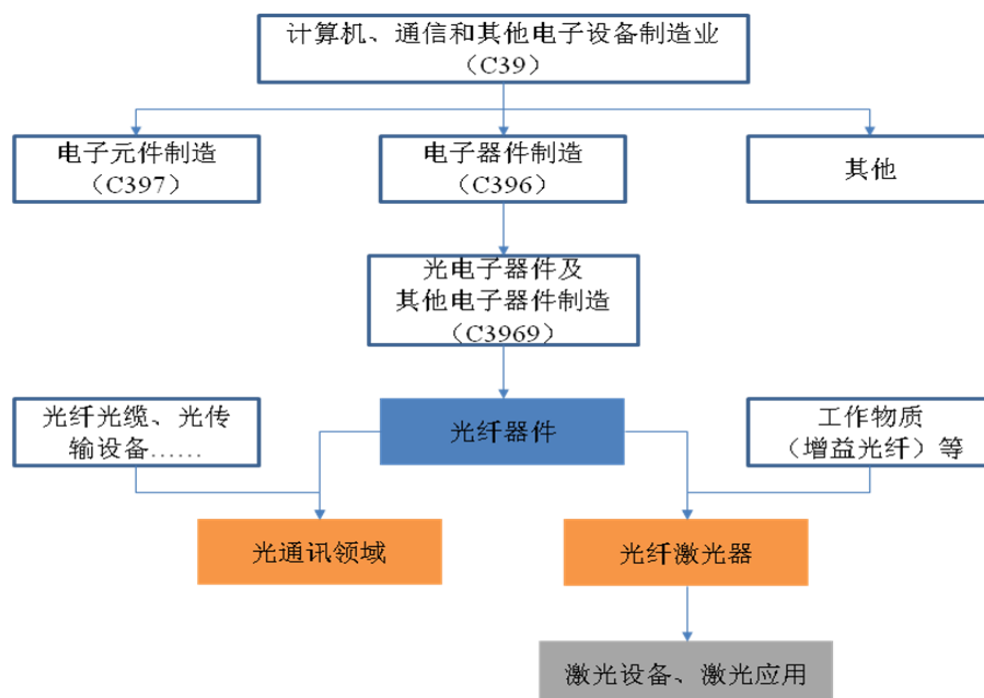 计算机、通信和其他电子设备制造业
（C39）
电子元件制造
（C397）
电子器件制造
（C396）
其他
光电子器件及
其他电子器件制造
（C3969）
光纤光缆、光传
输设备……
光纤器件
工作物质
（增益光纤）等
光通讯领域
光纤激光器
激光设备、激光应用